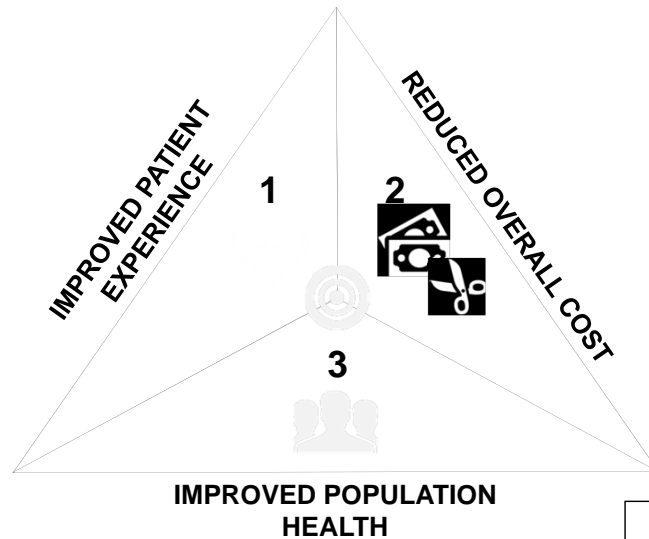 IMPROVED PATIENT
EXPERIENCE
1
2
REDUCED OVERALL COST
3
IMPROVED POPULATION
HEALTH